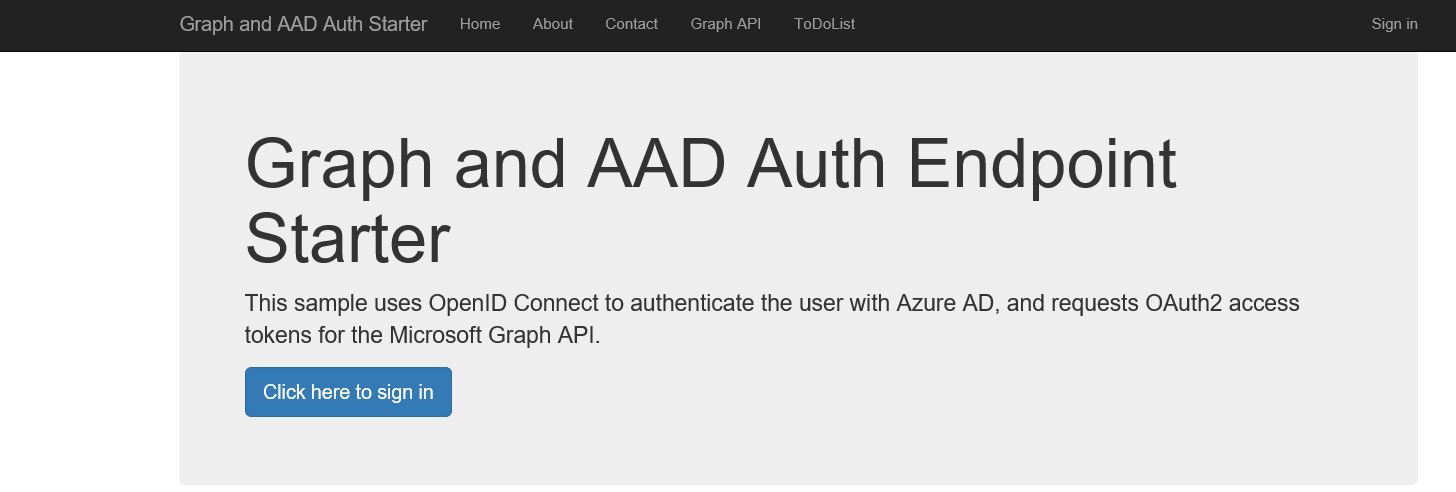 Graph and AAD Auth Starter Home About Contact Graph API ToDoList Sign in
Graph and AAD Auth Endpoint
Starter
This sample uses OpenID Connect to authenticate the user with Azure AD, and requests OAuth2 access
tokens for the Microsoft Graph API.
Click here to sign in